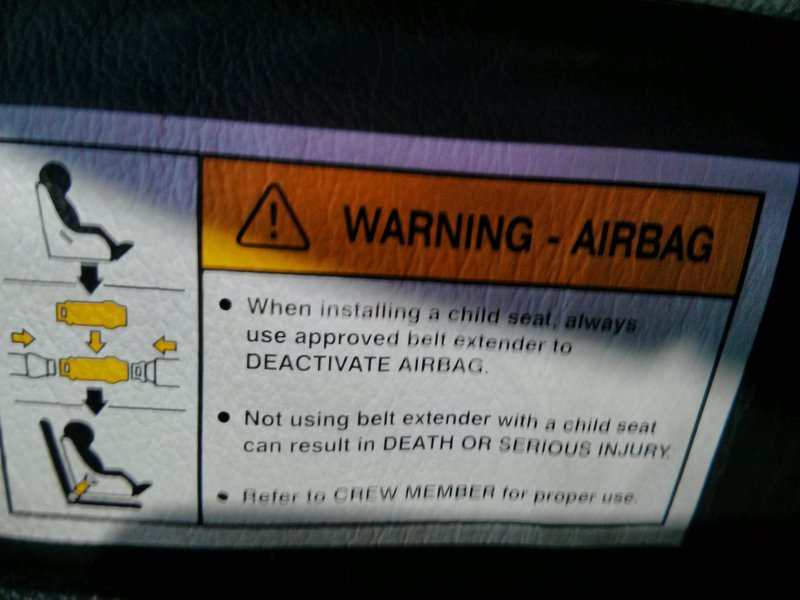 WARNING - AIRBAG
• When installing a child seat, always
use approved belt extender to
DEACTIVATE AIRBAG.
• Not using belt extender with a child seat
can result in DEATH OR SERIOUS INJURY.
• Refer to CREW MEMBER for proper use.